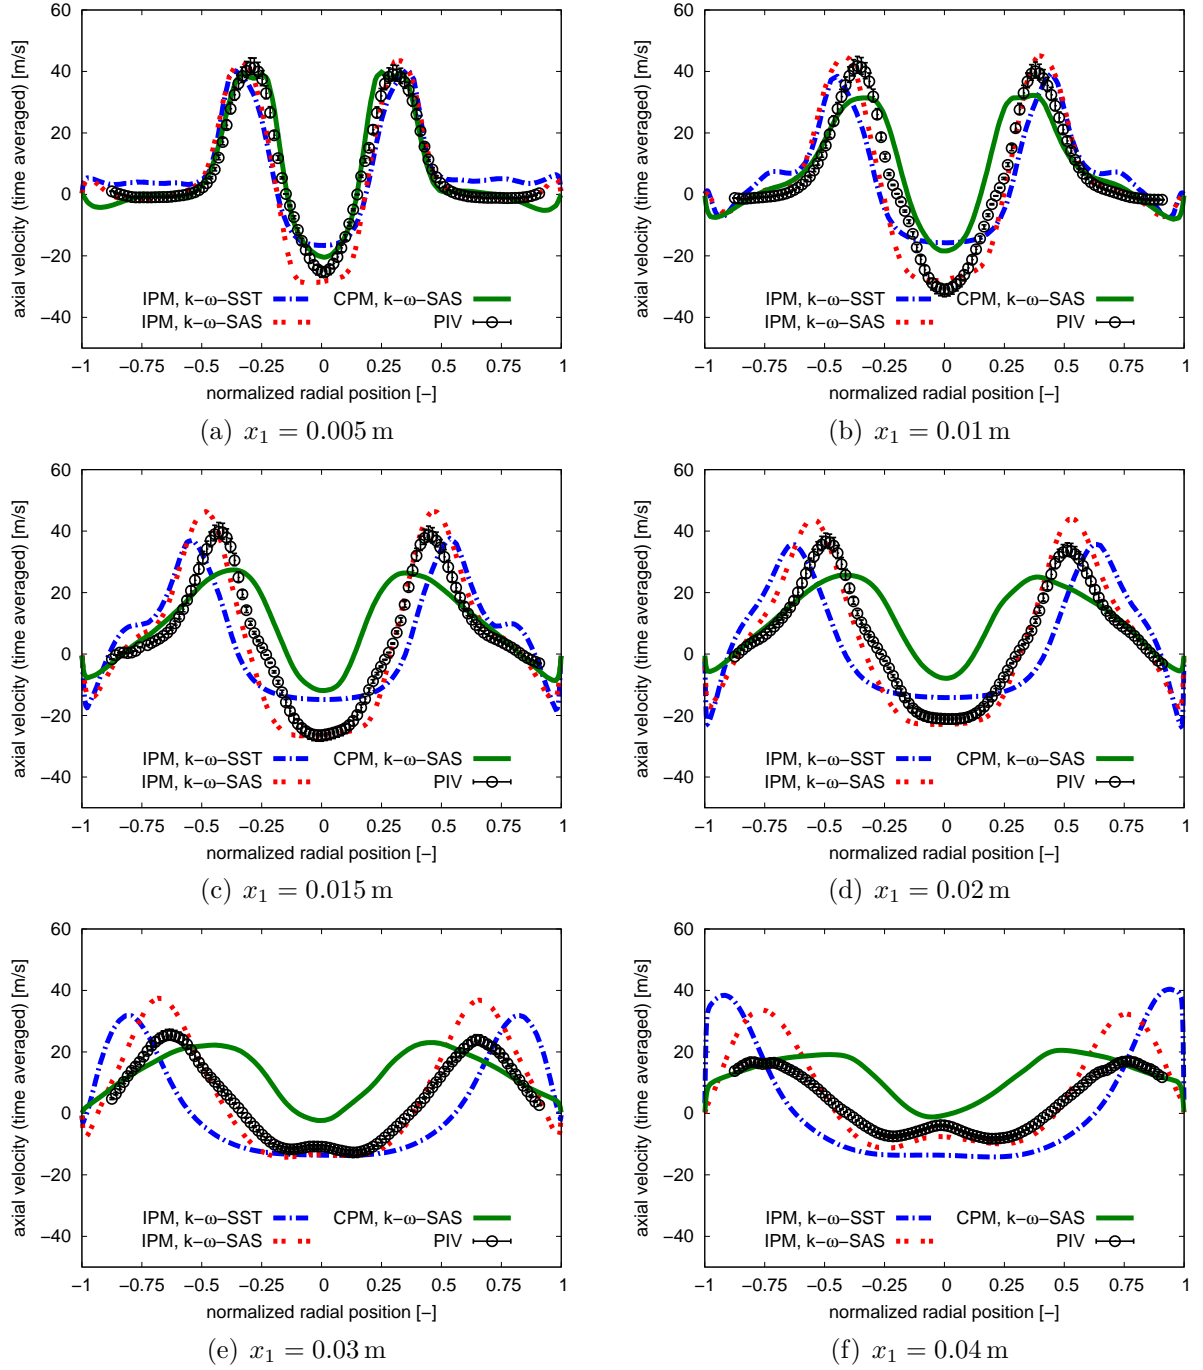 axial velocity (time averaged) [m/s]
60
40
20
0
−20
−40
IPM, k−ω−SST
IPM, k−ω−SAS
CPM, k−ω−SAS
PIV
−1 −0.75 −0.5 −0.25 0 0.25 0.5 0.75 1
normalized radial position [−]
(a) x₁ = 0.005 m
axial velocity (time averaged) [m/s]
60
40
20
0
−20
−40
IPM, k−ω−SST
IPM, k−ω−SAS
CPM, k−ω−SAS
PIV
−1 −0.75 −0.5 −0.25 0 0.25 0.5 0.75 1
normalized radial position [−]
(b) x₁ = 0.01 m
axial velocity (time averaged) [m/s]
60
40
20
0
−20
−40
IPM, k−ω−SST
IPM, k−ω−SAS
CPM, k−ω−SAS
PIV
−1 −0.75 −0.5 −0.25 0 0.25 0.5 0.75 1
normalized radial position [−]
(c) x₁ = 0.015 m
axial velocity (time averaged) [m/s]
60
40
20
0
−20
−40
IPM, k−ω−SST
IPM, k−ω−SAS
CPM, k−ω−SAS
PIV
−1 −0.75 −0.5 −0.25 0 0.25 0.5 0.75 1
normalized radial position [−]
(d) x₁ = 0.02 m
axial velocity (time averaged) [m/s]
60
40
20
0
−20
−40
IPM, k−ω−SST
IPM, k−ω−SAS
CPM, k−ω−SAS
PIV
−1 −0.75 −0.5 −0.25 0 0.25 0.5 0.75 1
normalized radial position [−]
(e) x₁ = 0.03 m
axial velocity (time averaged) [m/s]
60
40
20
0
−20
−40
IPM, k−ω−SST
IPM, k−ω−SAS
CPM, k−ω−SAS
PIV
−1 −0.75 −0.5 −0.25 0 0.25 0.5 0.75 1
normalized radial position [−]
(f) x₁ = 0.04 m